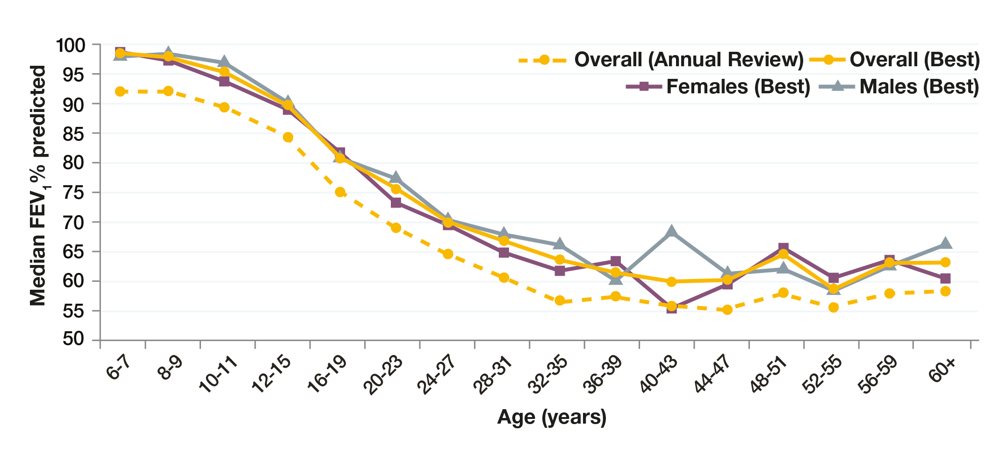 Median FEV₁% predicted
100
95
90
85
80
75
70
65
60
55
50
Overall (Annual Review) Overall (Best)
Females (Best) Males (Best)
6-7 8-9 10-11 12-15 16-19 20-23 24-27 28-31 32-35 36-39 40-43 44-47 48-51 52-55 56-59 60+
Age (years)